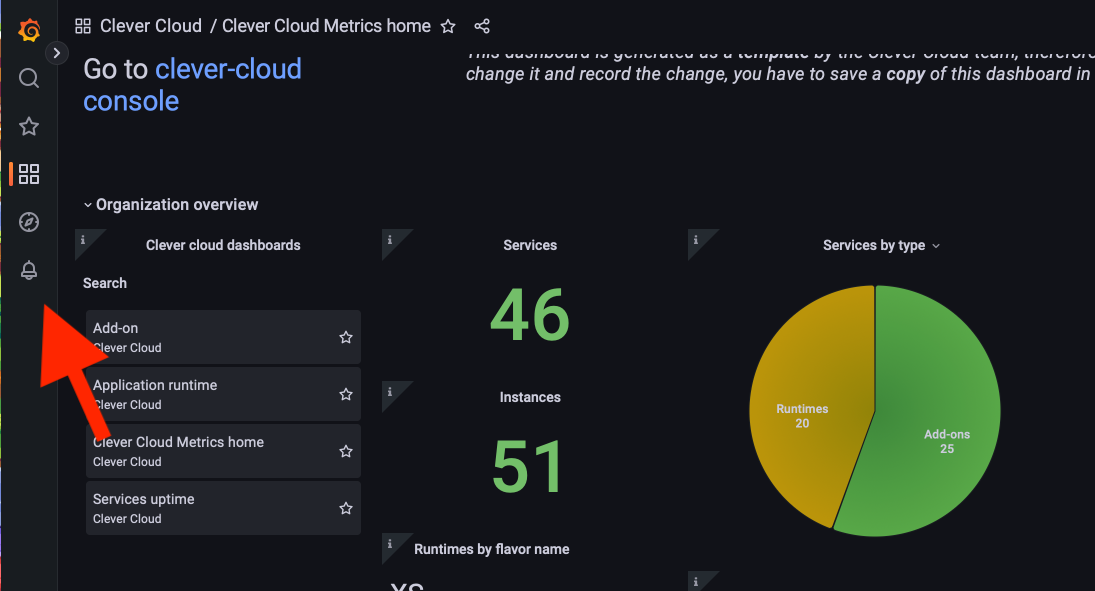 Clever Cloud / Clever Cloud Metrics home
Go to clever-cloud
console
This dashboard is generated as a template by the Clever Cloud team, therefore
change it and record the change, you have to save a copy of this dashboard in
Organization overview
Clever cloud dashboards
Search
Add-on
Clever Cloud
Application runtime
Clever Cloud
Clever Cloud Metrics home
Clever Cloud
Services uptime
Clever Cloud
Services
46
Instances
51
Runtimes by flavor name
XS
Services by type
Runtimes
20
Add-ons
25